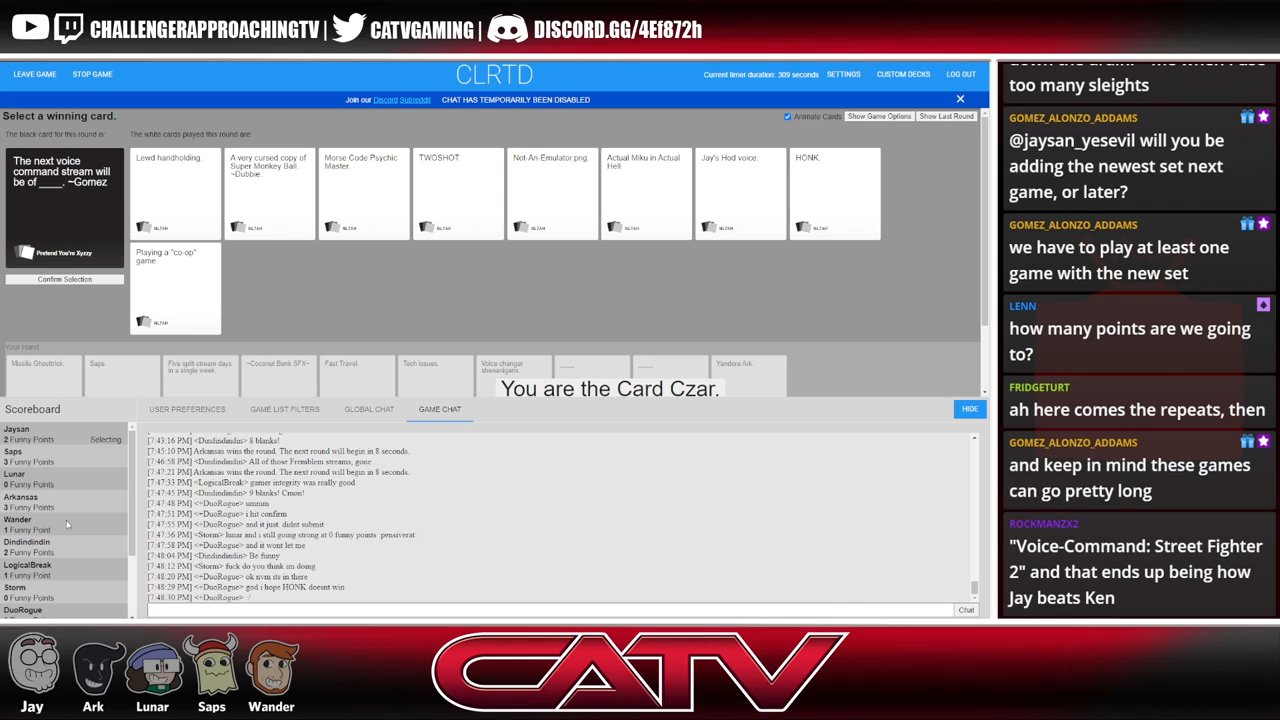 CHALLENGERAPPROACHINGTV | CATVGAMING | DISCORD.GG/4Ef872h
LEAVE GAME STOP GAME CLRTD Current timer duration: 309 seconds SETTINGS CUSTOM DECKS LOG OUT
Join our Discord Subreddit CHAT HAS TEMPORARILY BEEN DISABLED
Select a winning card. Animate Cards Show Game Options Show Last Round
The black card for this round is: The white cards played this round are:
The next voice
command stream will
be of ____. ~Gomez
Pretend You're Xyzzy
Confirm Selection
Lewd handholding.
NL7AH
A very cursed copy of
Super Monkey Ball.
~Dubbie.
NL7AH
Morse Code Psychic
Master.
NL7AH
TWOSHOT.
NL7AH
Not-An-Emulator.png.
NL7AH
Actual Miku in Actual
Hell.
NL7AH
Jay's Hod voice.
NL7AH
HONK.
NL7AH
Playing a "co-op"
game.
NL7AH
Your Hand
Missile Ghosttrick.
Saps.
Five split-stream days
in a single week.
~Coconut Bonk SFX~
Fast Travel.
Tech issues.
Voice changer
shenanigans.
____
____
Yandere Ark.
You are the Card Czar.
Scoreboard USER PREFERENCES GAME LIST FILTERS GLOBAL CHAT GAME CHAT HIDE
Jaysan
2 Funny Points Selecting
Saps
3 Funny Points
Lunar
0 Funny Points
Arkansas
3 Funny Points
Wander
1 Funny Point
Dindindindin
2 Funny Points
LogicalBreak
1 Funny Point
Storm
0 Funny Points
DuoRogue
[7:43:16 PM] <Dindindindin> 8 blanks!
[7:45:10 PM] Arkansas wins the round. The next round will begin in 8 seconds.
[7:46:58 PM] <Dindindindin> All of those Fremblem streams, gone
[7:47:21 PM] Arkansas wins the round. The next round will begin in 8 seconds.
[7:47:33 PM] <LogicalBreak> gamer integrity was really good
[7:47:45 PM] <Dindindindin> 9 blanks! Cmon!
[7:47:48 PM] <+DuoRogue> ummm
[7:47:51 PM] <+DuoRogue> i hit confirm
[7:47:55 PM] <+DuoRogue> and it just. didnt submit
[7:47:56 PM] <Storm> lunar and i still going strong at 0 funny points :pensiverat:
[7:47:58 PM] <+DuoRogue> and it wont let me
[7:48:04 PM] <Dindindindin> Be funny
[7:48:12 PM] <Storm> fuck do you think im doing
[7:48:20 PM] <+DuoRogue> ok nvm its in there
[7:48:29 PM] <+DuoRogue> god i hope HONK doesnt win
[7:48:30 PM] <+DuoRogue> :/
Chat
too many sleights
GOMEZ_ALONZO_ADDAMS
@jaysan_yesevil will you be
adding the newest set next
game, or later?
GOMEZ_ALONZO_ADDAMS
we have to play at least one
game with the new set
LENN
how many points are we going
to?
FRIDGETURT
ah here comes the repeats, then
GOMEZ_ALONZO_ADDAMS
and keep in mind these games
can go pretty long
ROCKMANZX2
"Voice-Command: Street Fighter
2" and that ends up being how
Jay beats Ken
Jay Ark Lunar Saps Wander
CATV